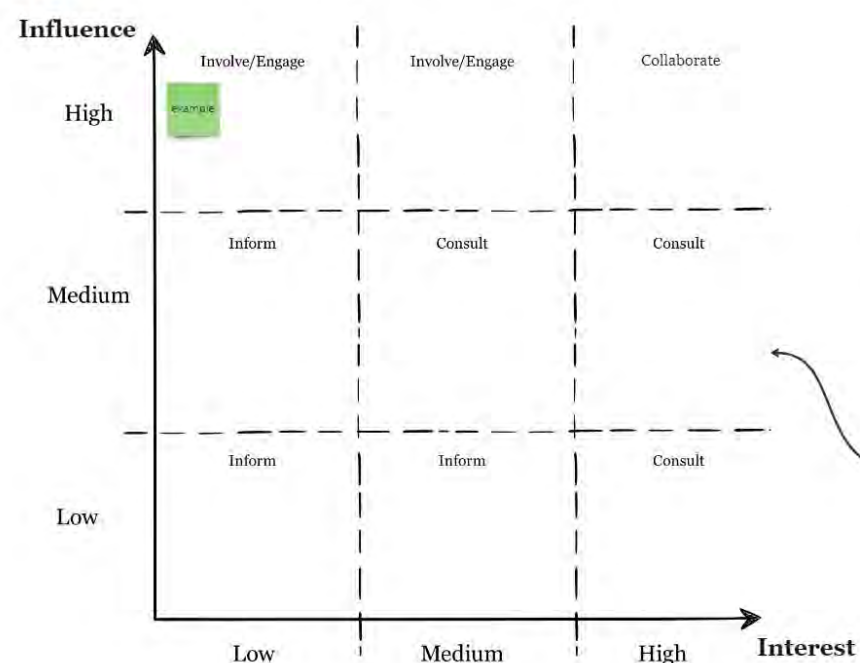 Influence
Involve/Engage Involve/Engage Collaborate
example
High
Inform Consult Consult
Medium
Inform Inform Consult
Low
Low Medium High Interest